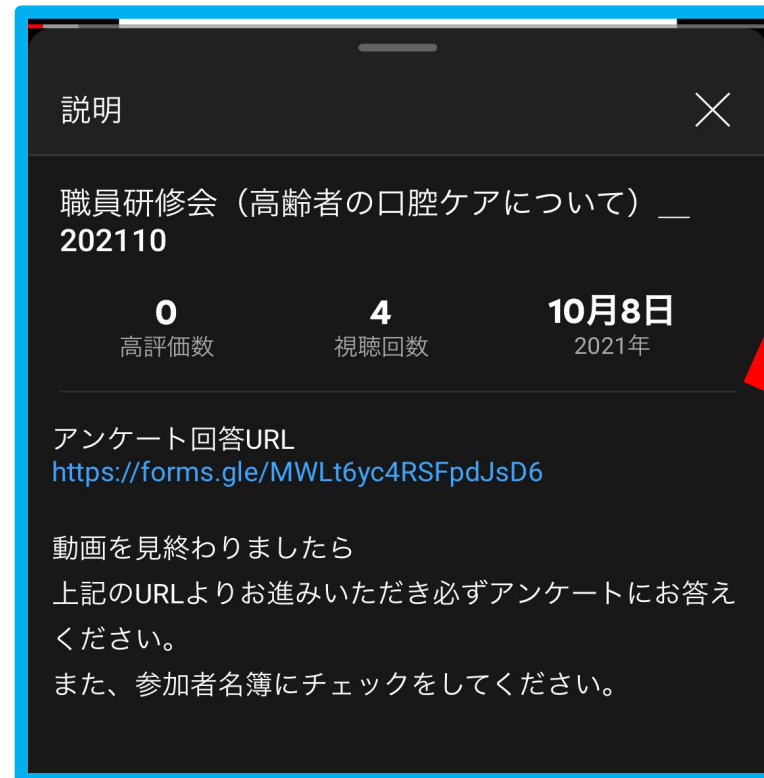 説明
職員研修会（高齢者の口腔ケアについて）__
202110
0 4 10月8日
高評価数 視聴回数 2021年
アンケート回答URL
https://forms.gle/MWLt6yc4RSFpdJsD6
動画を見終わりましたら
上記のURLよりお進みいただき必ずアンケートにお答え
ください。
また、参加者名簿にチェックをしてください。